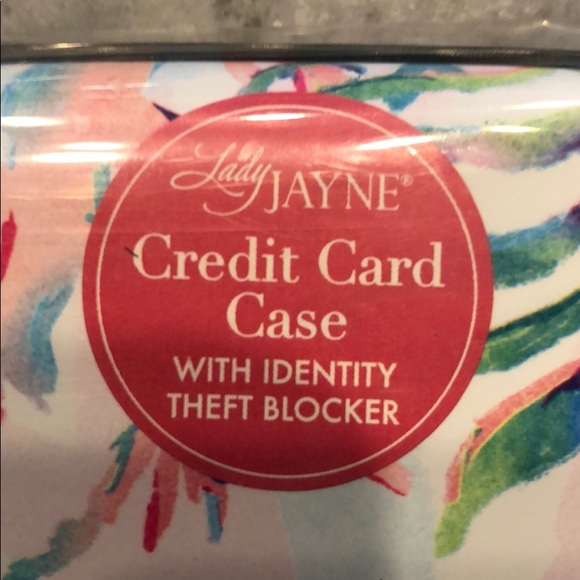 Lady JAYNE®
Credit Card
Case
WITH IDENTITY
THEFT BLOCKER